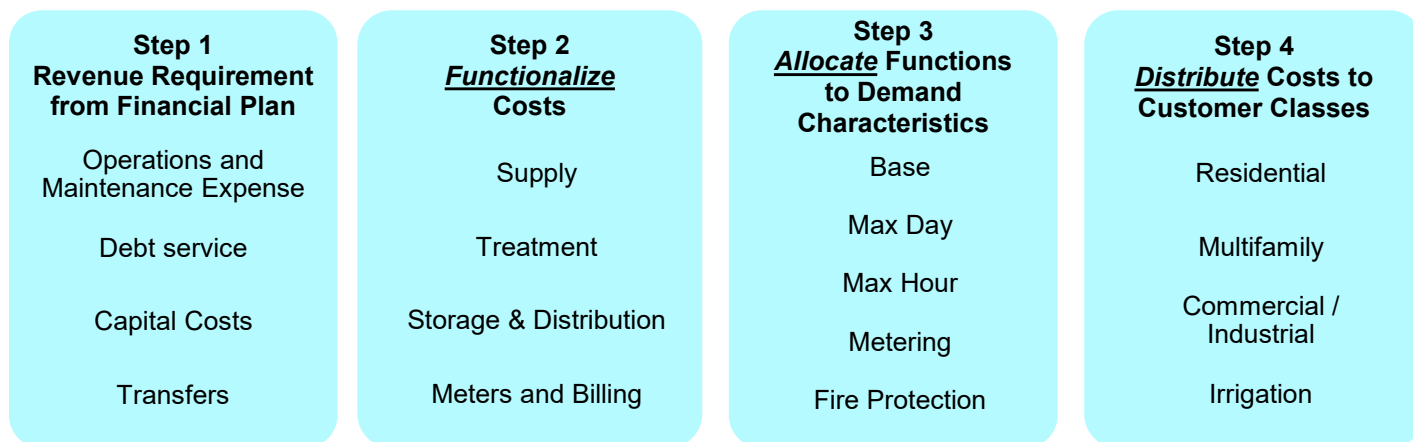 Step 1
Revenue Requirement
from Financial Plan
Operations and
Maintenance Expense
Debt service
Capital Costs
Transfers
Step 2
Functionalize
Costs
Supply
Treatment
Storage & Distribution
Meters and Billing
Step 3
Allocate Functions
to Demand
Characteristics
Base
Max Day
Max Hour
Metering
Fire Protection
Step 4
Distribute Costs to
Customer Classes
Residential
Multifamily
Commercial /
Industrial
Irrigation